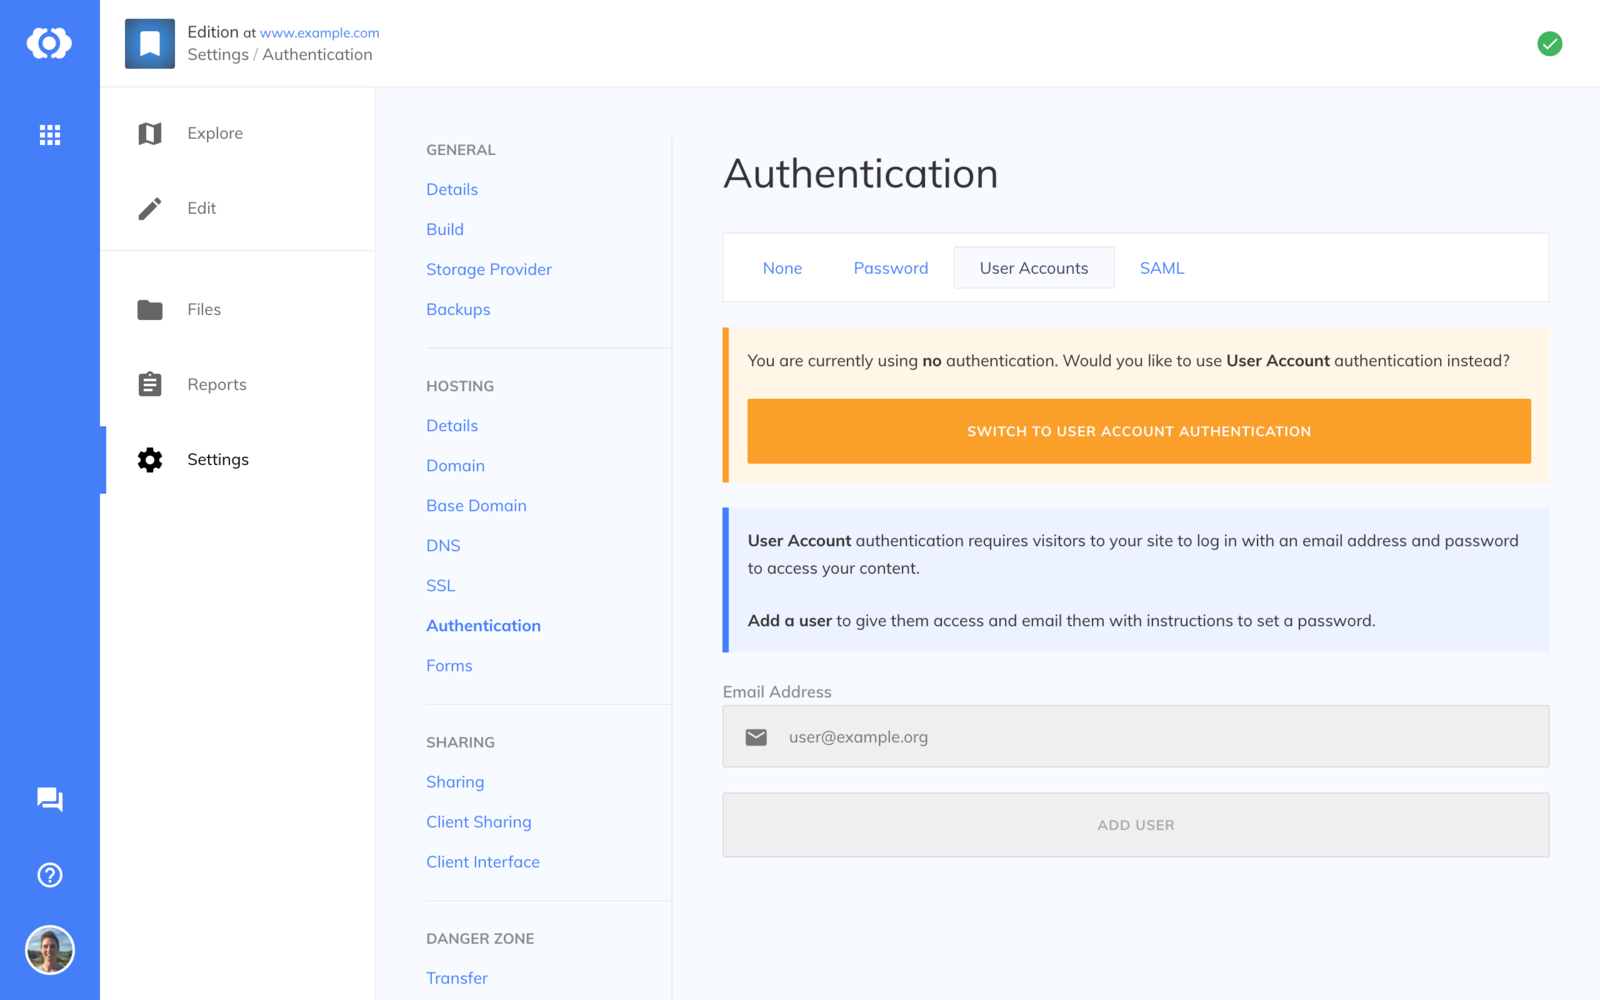 Edition at www.example.com
Settings / Authentication
Explore
Edit
Files
Reports
Settings
GENERAL
Details
Build
Storage Provider
Backups
HOSTING
Details
Domain
Base Domain
DNS
SSL
Authentication
Forms
SHARING
Sharing
Client Sharing
Client Interface
DANGER ZONE
Transfer
Authentication
None Password User Accounts SAML
You are currently using no authentication. Would you like to use User Account authentication instead?
SWITCH TO USER ACCOUNT AUTHENTICATION
User Account authentication requires visitors to your site to log in with an email address and password
to access your content.
Add a user to give them access and email them with instructions to set a password.
Email Address
user@example.org
ADD USER